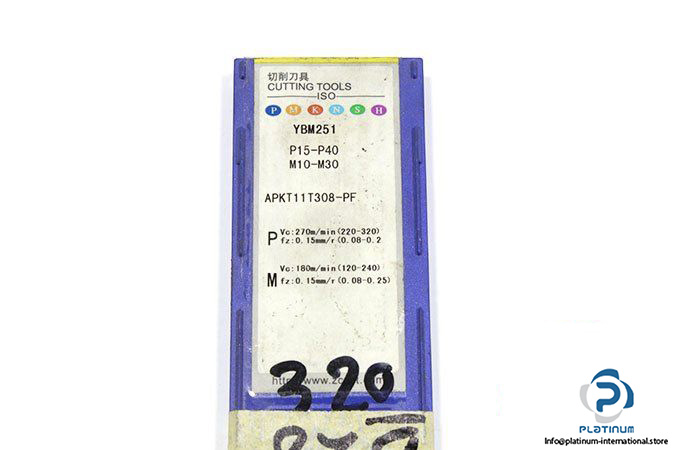 切削刀具
CUTTING TOOLS
ISO
P M K N S H
YBM251
P15-P40
M10-M30
APKT11T308-PF
P Vc:270m/min(220-320)
fz:0.15mm/r(0.08-0.2
M Vc:180m/min(120-240)
fz:0.15mm/r(0.08-0.25)
320
PLATINUM
info@platinum-international.store